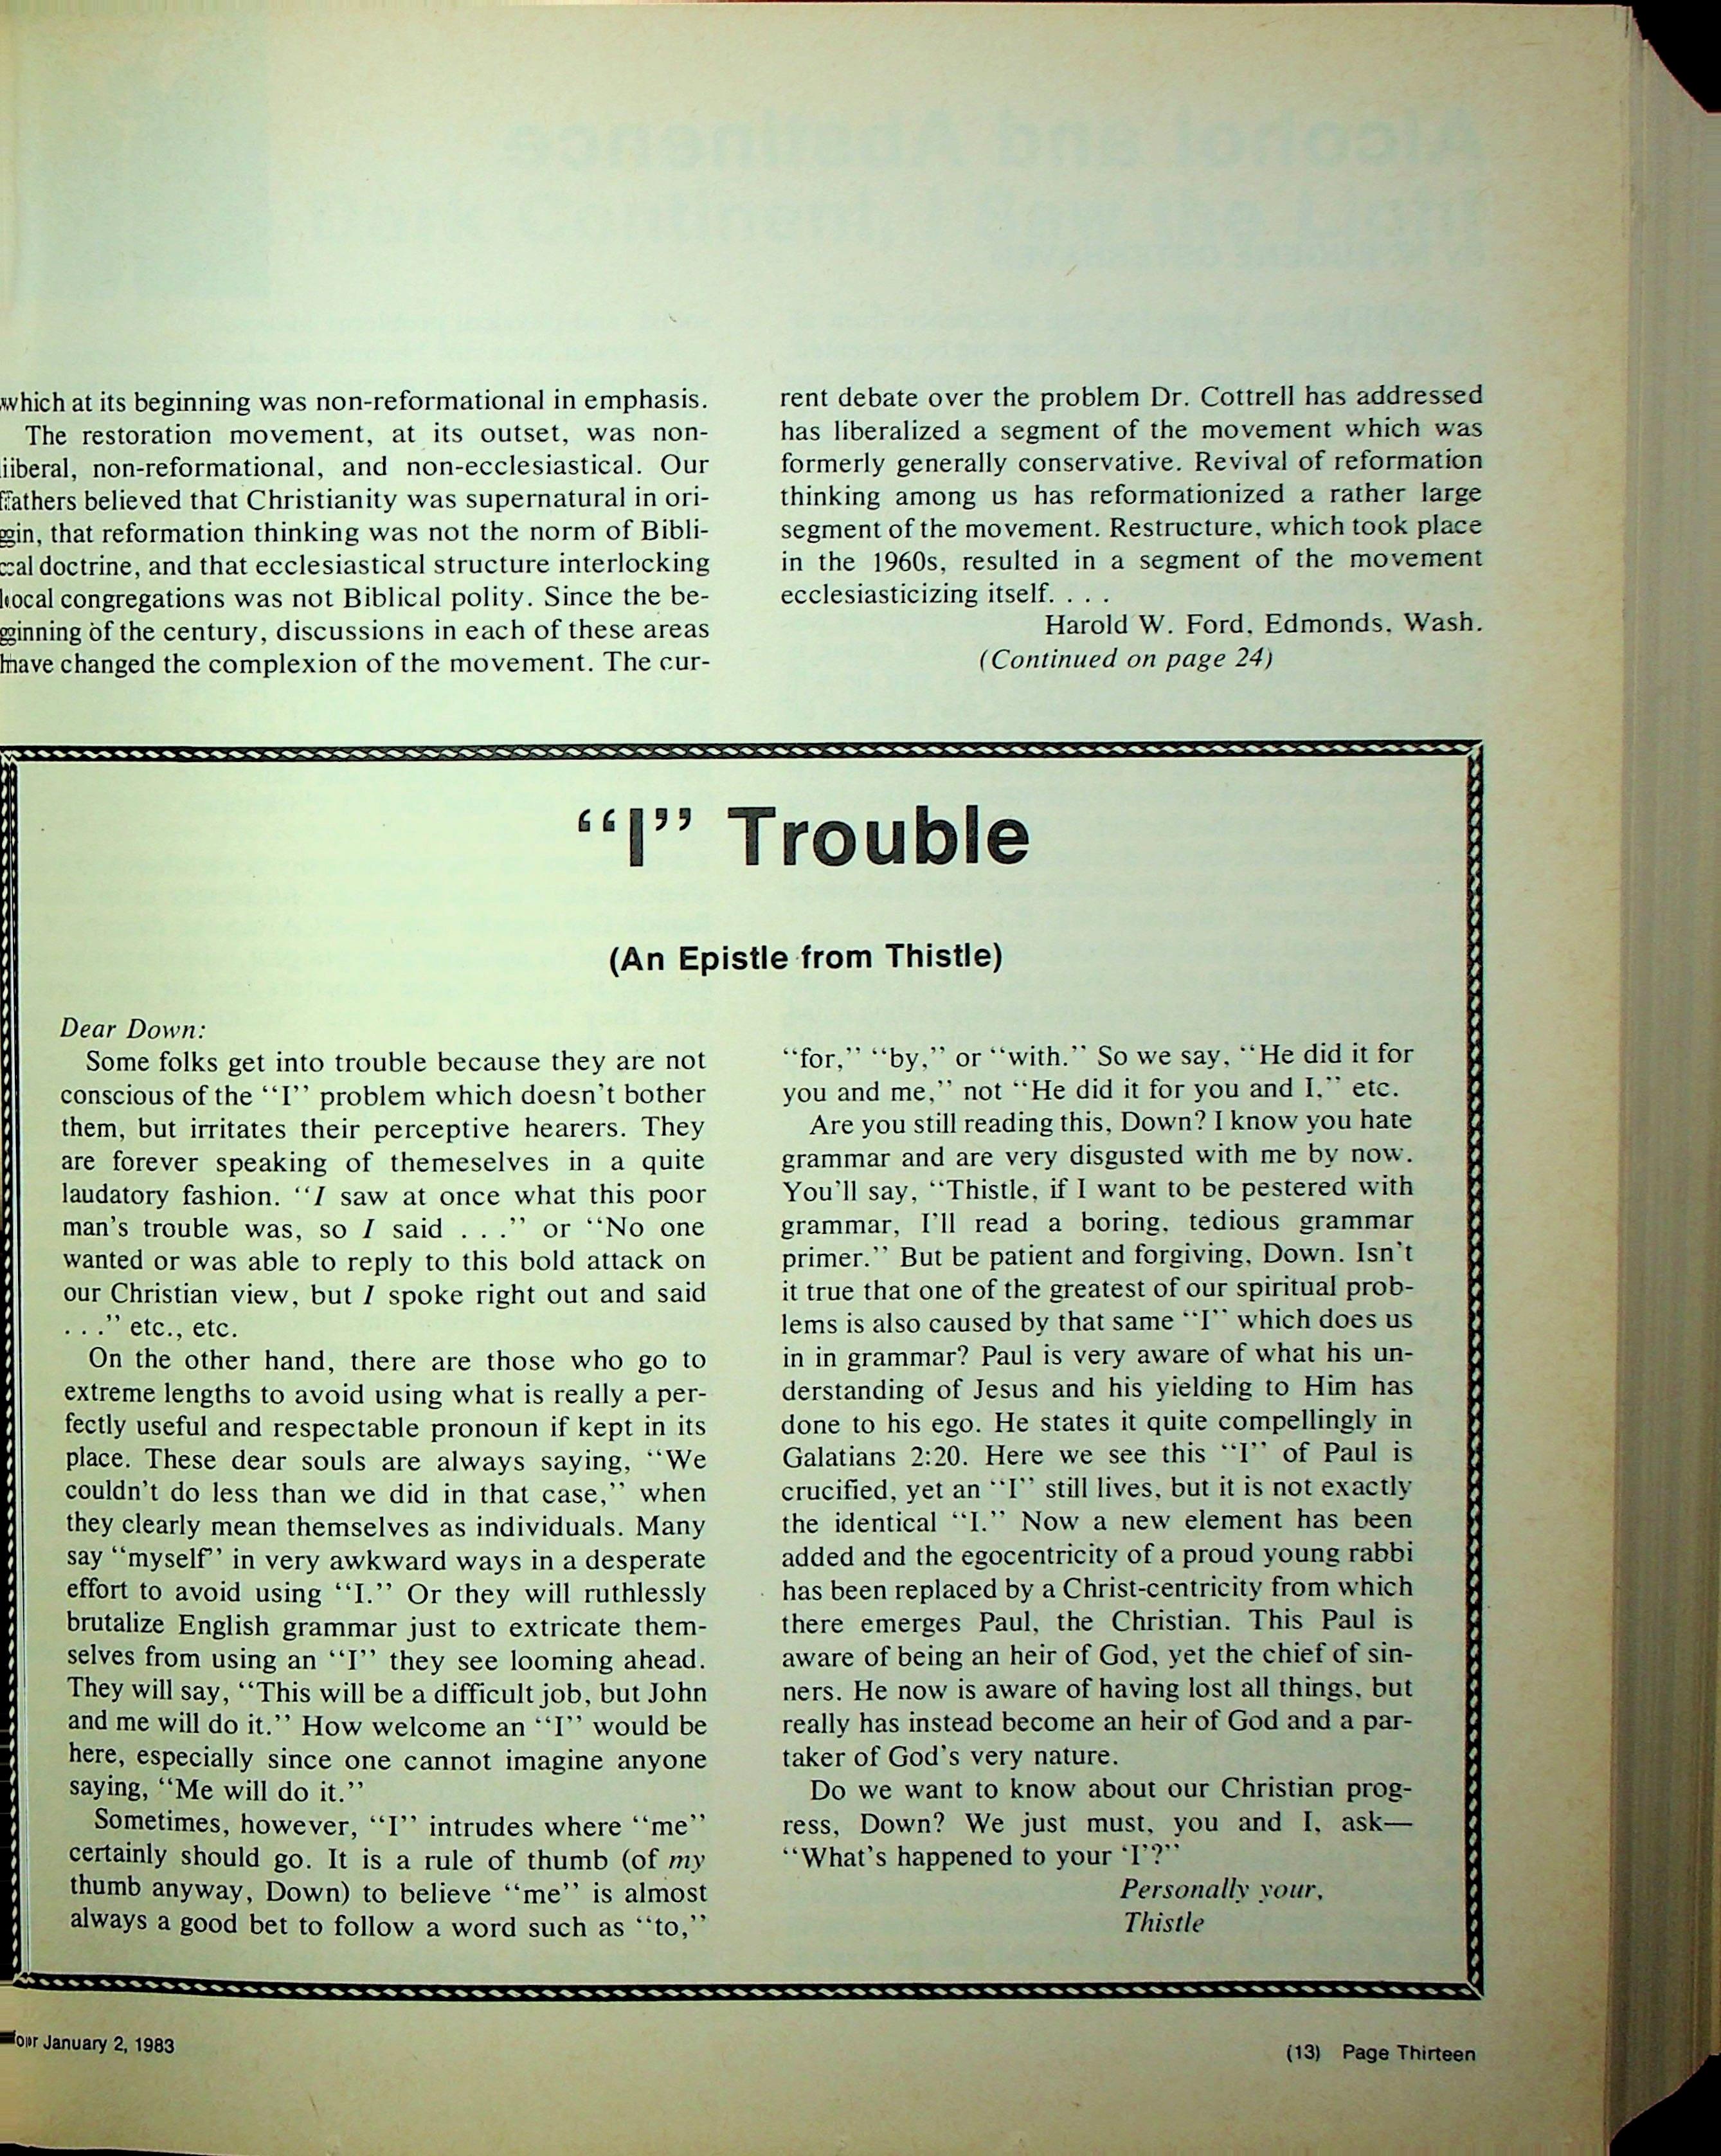 which at its beginning was non-reformational in emphasis.
The restoration movement, at its outset, was non-
liberal, non-reformational, and non-ecclesiastical. Our
fathers believed that Christianity was supernatural in ori-
gin, that reformation thinking was not the norm of Bibli-
cal doctrine, and that ecclesiastical structure interlocking
local congregations was not Biblical polity. Since the be-
ginning of the century, discussions in each of these areas
have changed the complexion of the movement. The cur-
rent debate over the problem Dr. Cottrell has addressed
has liberalized a segment of the movement which was
formerly generally conservative. Revival of reformation
thinking among us has reformationized a rather large
segment of the movement. Restructure, which took place
in the 1960s, resulted in a segment of the movement
ecclesiasticizing itself. . . .
Harold W. Ford, Edmonds, Wash.
(Continued on page 24)
“I” Trouble
(An Epistle from Thistle)
Dear Down:
Some folks get into trouble because they are not
conscious of the “I” problem which doesn't bother
them, but irritates their perceptive hearers. They
are forever speaking of themeselves in a quite
laudatory fashion. “I saw at once what this poor
man's trouble was, so I said . . .” or “No one
wanted or was able to reply to this bold attack on
our Christian view, but I spoke right out and said
. . .” etc., etc.
On the other hand, there are those who go to
extreme lengths to avoid using what is really a per-
fectly useful and respectable pronoun if kept in its
place. These dear souls are always saying, “We
couldn't do less than we did in that case,” when
they clearly mean themselves as individuals. Many
say “myself” in very awkward ways in a desperate
effort to avoid using “I.” Or they will ruthlessly
brutalize English grammar just to extricate them-
selves from using an “I” they see looming ahead.
They will say, “This will be a difficult job, but John
and me will do it.” How welcome an “I” would be
here, especially since one cannot imagine anyone
saying, “Me will do it.”
Sometimes, however, “I” intrudes where “me”
certainly should go. It is a rule of thumb (of my
thumb anyway, Down) to believe “me” is almost
always a good bet to follow a word such as “to,”
“for,” “by,” or “with.” So we say, “He did it for
you and me,” not “He did it for you and I,” etc.
Are you still reading this, Down? I know you hate
grammar and are very disgusted with me by now.
You'll say, “Thistle, if I want to be pestered with
grammar, I'll read a boring, tedious grammar
primer.” But be patient and forgiving, Down. Isn't
it true that one of the greatest of our spiritual prob-
lems is also caused by that same “I” which does us
in in grammar? Paul is very aware of what his un-
derstanding of Jesus and his yielding to Him has
done to his ego. He states it quite compellingly in
Galatians 2:20. Here we see this “I” of Paul is
crucified, yet an “I” still lives, but it is not exactly
the identical “I.” Now a new element has been
added and the egocentricity of a proud young rabbi
has been replaced by a Christ-centricity from which
there emerges Paul, the Christian. This Paul is
aware of being an heir of God, yet the chief of sin-
ners. He now is aware of having lost all things, but
really has instead become an heir of God and a par-
taker of God's very nature.
Do we want to know about our Christian prog-
ress, Down? We just must, you and I, ask—
“What's happened to your ‘I’?”
Personally your,
Thistle
for January 2, 1983
(13) Page Thirteen